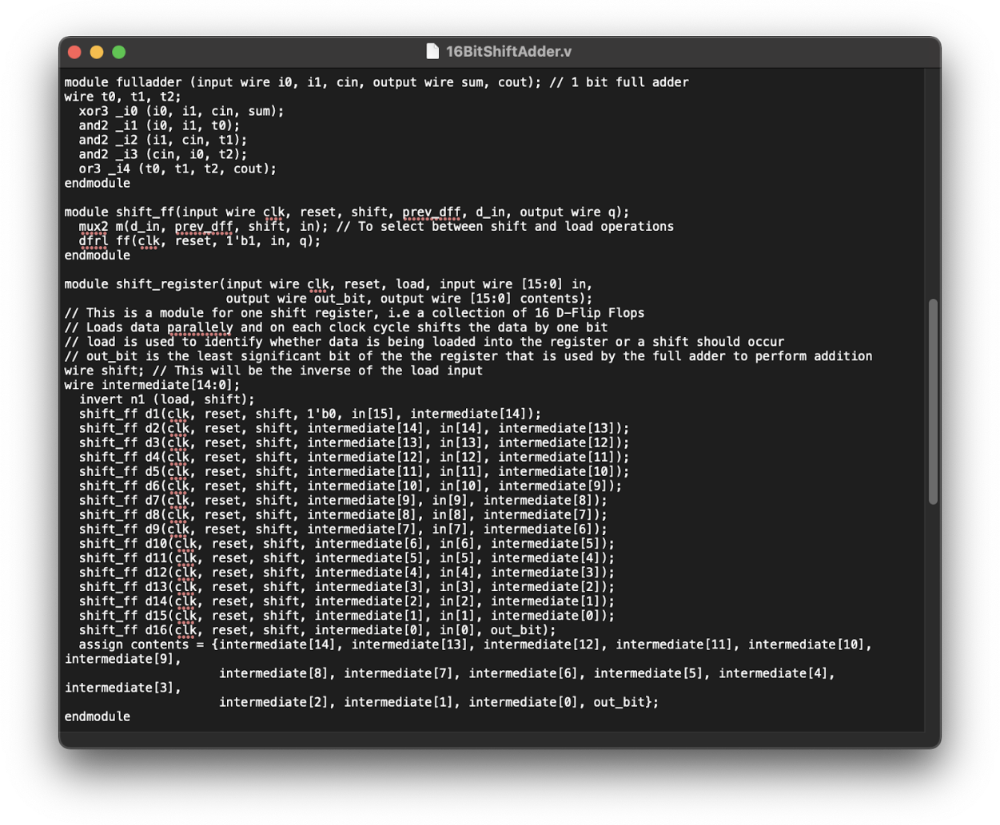 16BitShiftAdder.v
module fulladder (input wire i0, i1, cin, output wire sum, cout); // 1 bit full adder
wire t0, t1, t2;
  xor3 _i0 (i0, i1, cin, sum);
  and2 _i1 (i0, i1, t0);
  and2 _i2 (i1, cin, t1);
  and2 _i3 (cin, i0, t2);
  or3 _i4 (t0, t1, t2, cout);
endmodule

module shift_ff(input wire clk, reset, shift, prev_dff, d_in, output wire q);
  mux2 m(d_in, prev_dff, shift, in); // To select between shift and load operations
  dfrl ff(clk, reset, 1'b1, in, q);
endmodule

module shift_register(input wire clk, reset, load, input wire [15:0] in,
                      output wire out_bit, output wire [15:0] contents);
// This is a module for one shift register, i.e a collection of 16 D-Flip Flops
// Loads data parallely and on each clock cycle shifts the data by one bit
// load is used to identify whether data is being loaded into the register or a shift should occur
// out_bit is the least significant bit of the the register that is used by the full adder to perform addition
wire shift; // This will be the inverse of the load input
wire intermediate[14:0];
  invert n1 (load, shift);
  shift_ff d1(clk, reset, shift, 1'b0, in[15], intermediate[14]);
  shift_ff d2(clk, reset, shift, intermediate[14], in[14], intermediate[13]);
  shift_ff d3(clk, reset, shift, intermediate[13], in[13], intermediate[12]);
  shift_ff d4(clk, reset, shift, intermediate[12], in[12], intermediate[11]);
  shift_ff d5(clk, reset, shift, intermediate[11], in[11], intermediate[10]);
  shift_ff d6(clk, reset, shift, intermediate[10], in[10], intermediate[9]);
  shift_ff d7(clk, reset, shift, intermediate[9], in[9], intermediate[8]);
  shift_ff d8(clk, reset, shift, intermediate[8], in[8], intermediate[7]);
  shift_ff d9(clk, reset, shift, intermediate[7], in[7], intermediate[6]);
  shift_ff d10(clk, reset, shift, intermediate[6], in[6], intermediate[5]);
  shift_ff d11(clk, reset, shift, intermediate[5], in[5], intermediate[4]);
  shift_ff d12(clk, reset, shift, intermediate[4], in[4], intermediate[3]);
  shift_ff d13(clk, reset, shift, intermediate[3], in[3], intermediate[2]);
  shift_ff d14(clk, reset, shift, intermediate[2], in[2], intermediate[1]);
  shift_ff d15(clk, reset, shift, intermediate[1], in[1], intermediate[0]);
  shift_ff d16(clk, reset, shift, intermediate[0], in[0], out_bit);
  assign contents = {intermediate[14], intermediate[13], intermediate[12], intermediate[11], intermediate[10],
intermediate[9],
                     intermediate[8], intermediate[7], intermediate[6], intermediate[5], intermediate[4],
intermediate[3],
                     intermediate[2], intermediate[1], intermediate[0], out_bit};
endmodule